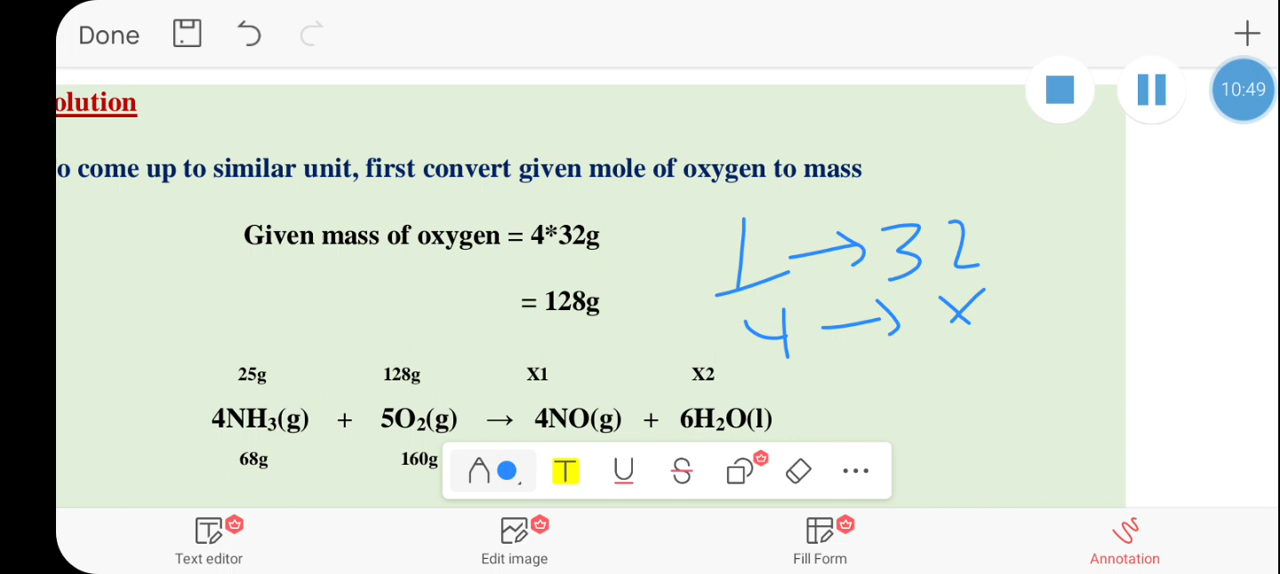 Done
10:49
olution
o come up to similar unit, first convert given mole of oxygen to mass
Given mass of oxygen = 4*32g
= 128g
1 → 32
4 → x
25g 128g X1 X2
4NH₃(g) + 5O₂(g) → 4NO(g) + 6H₂O(l)
68g 160g
T U S
Text editor Edit image Fill Form Annotation